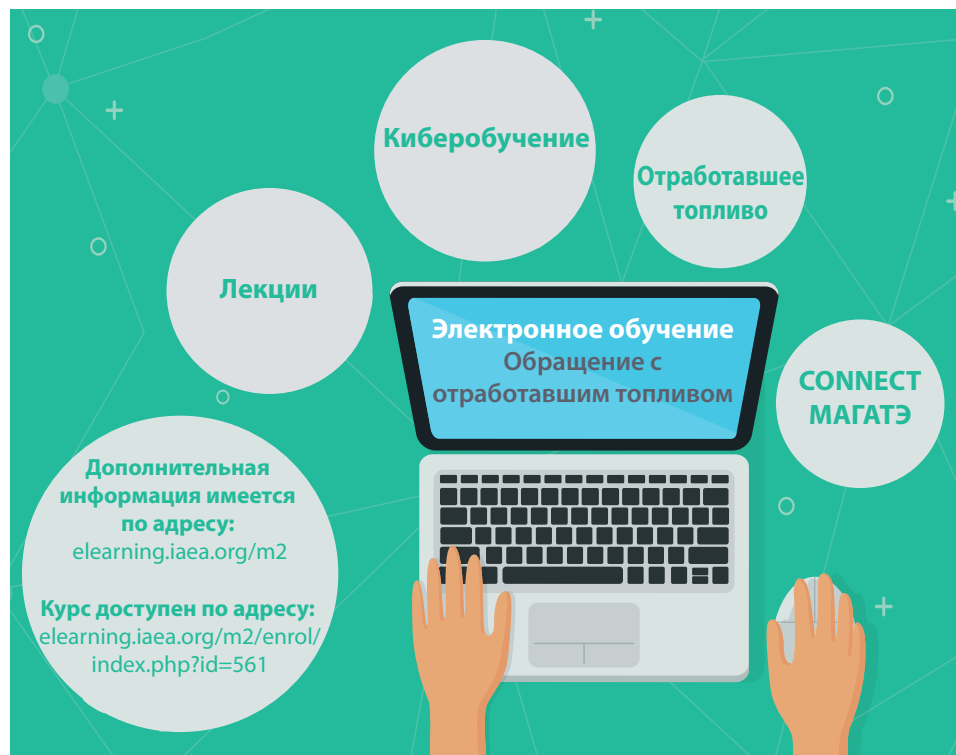 Киберобучение
Отработавшее
топливо
Лекции
Электронное обучение
Обращение с
отработавшим топливом
CONNECT
МАГАТЭ
Дополнительная
информация имеется
по адресу:
elearning.iaea.org/m2
Курс доступен по адресу:
elearning.iaea.org/m2/enrol/
index.php?id=561